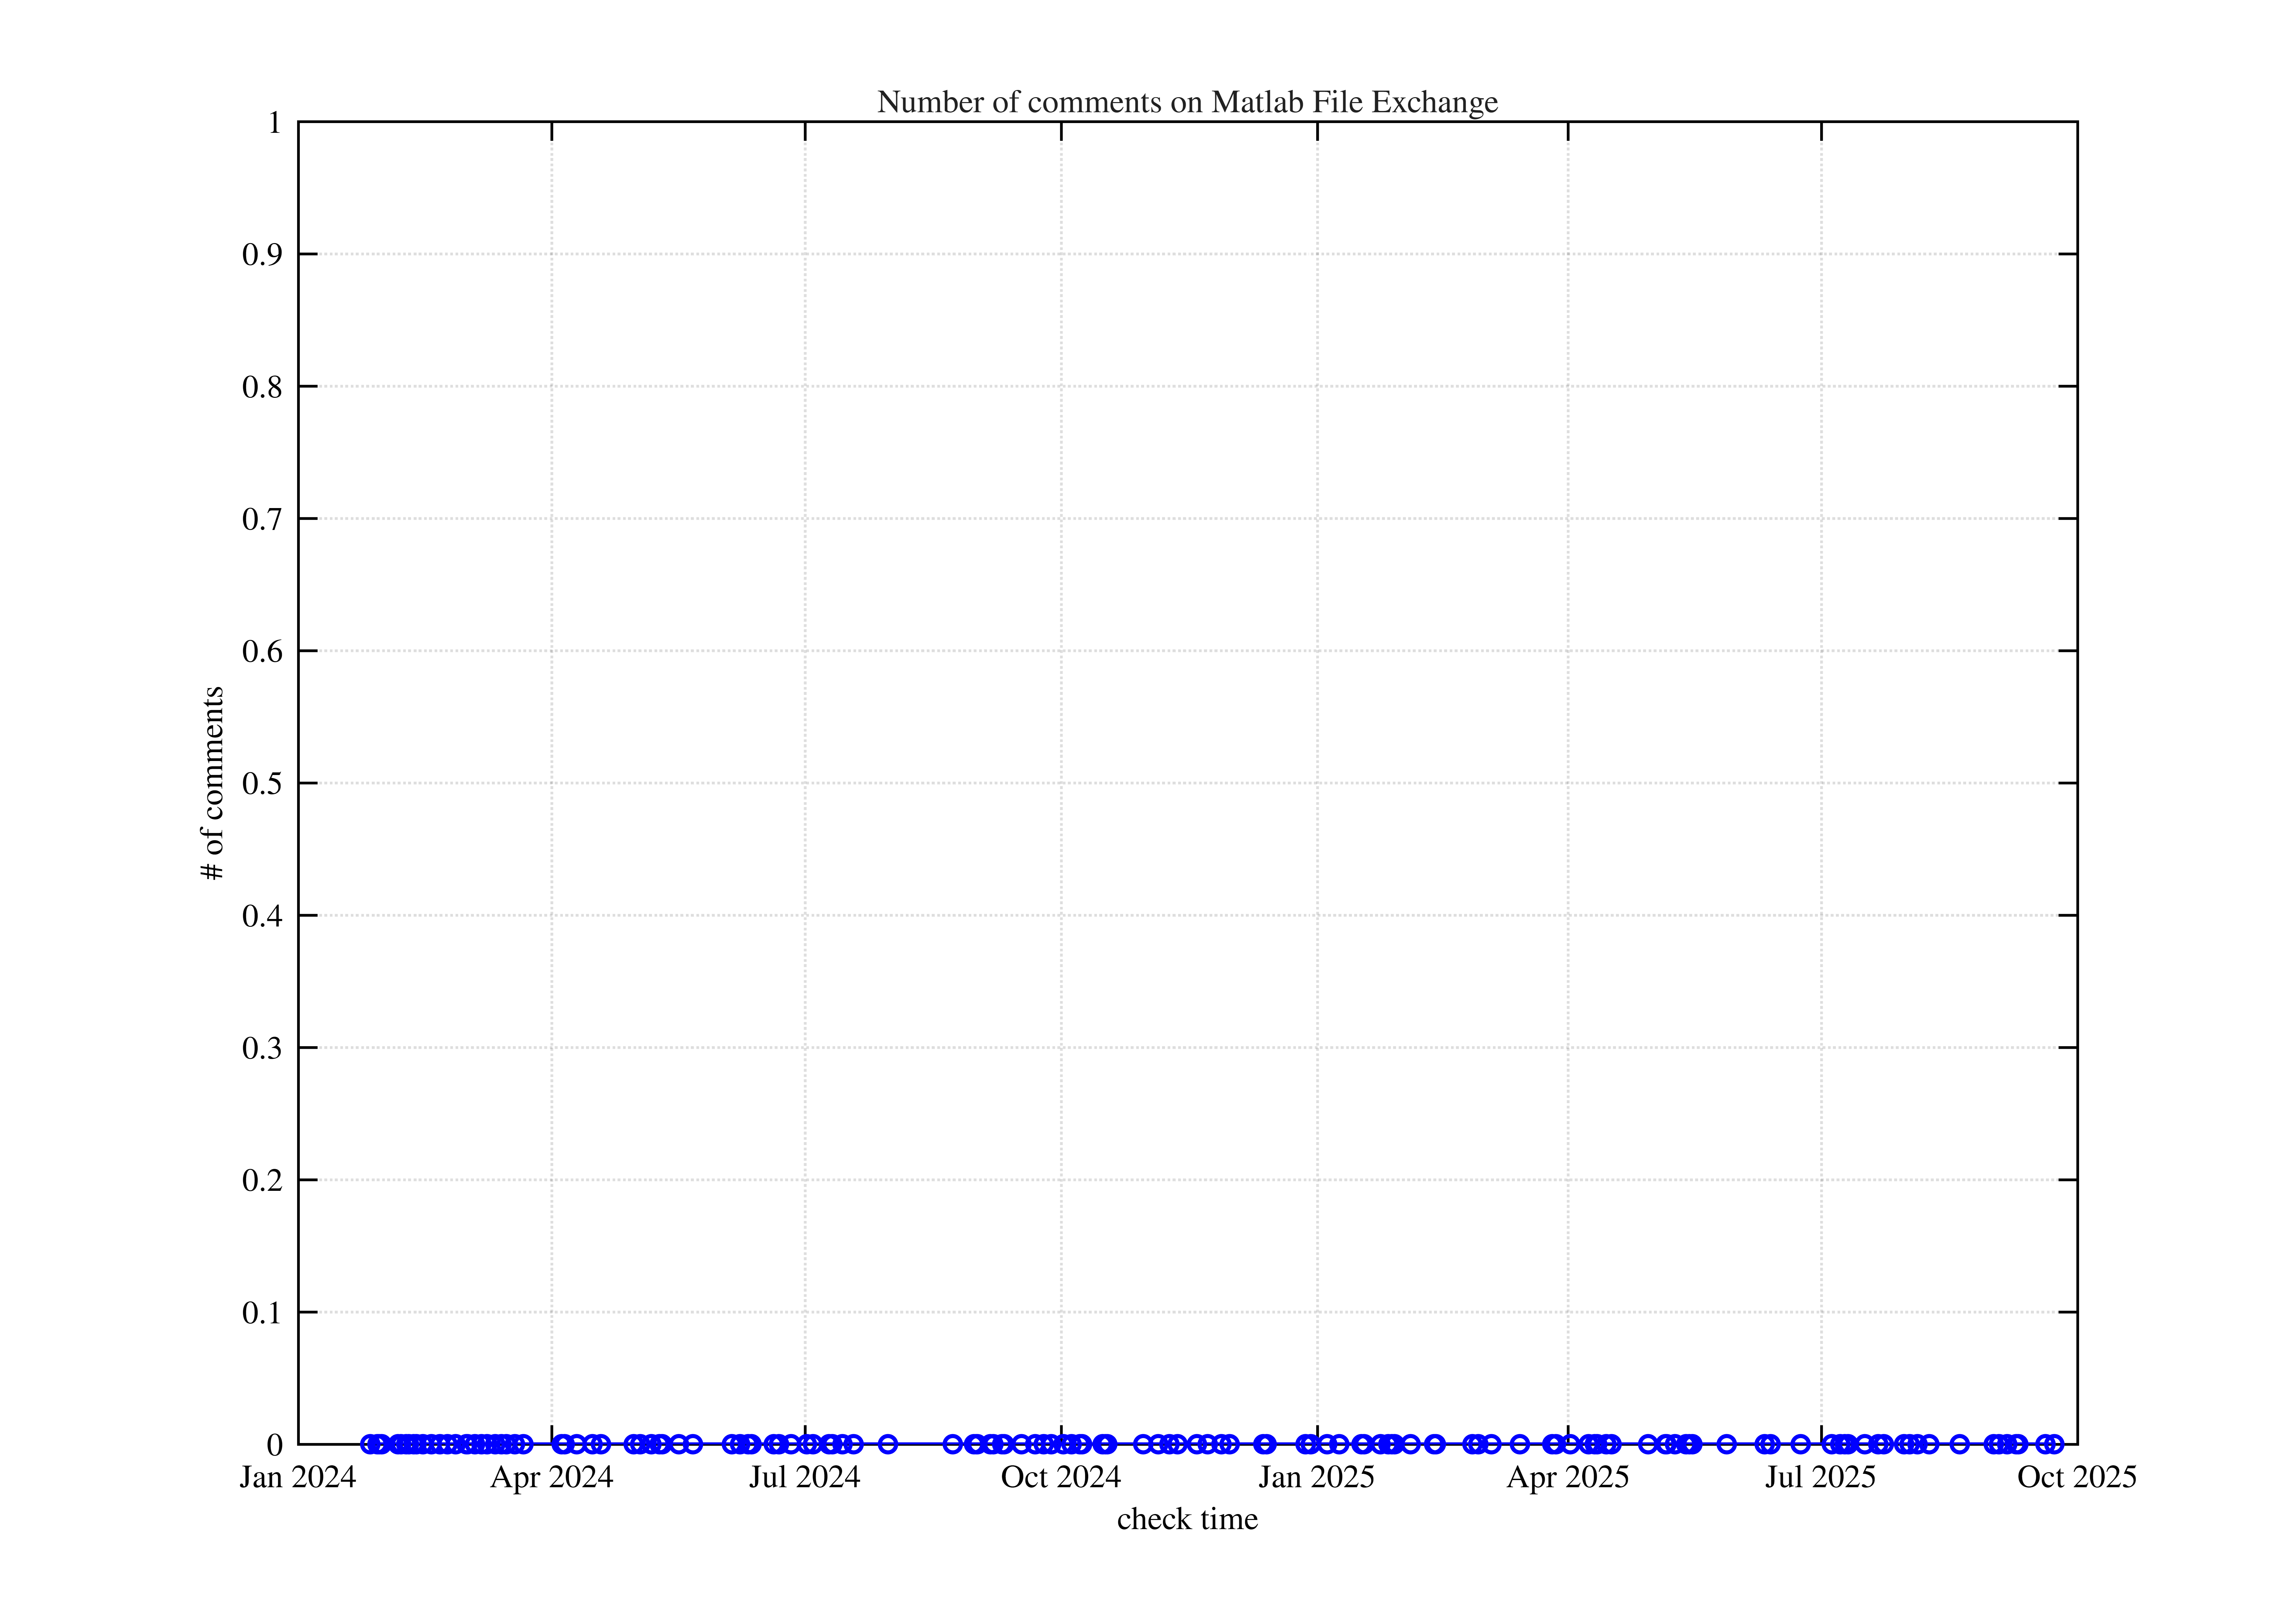 Number of comments on Matlab File Exchange
1
0.9
0.8
0.7
0.6
0.5
0.4
0.3
0.2
0.1
0
# of comments
Jan 2024 Apr 2024 Jul 2024 Oct 2024 Jan 2025 Apr 2025 Jul 2025 Oct 2025
check time